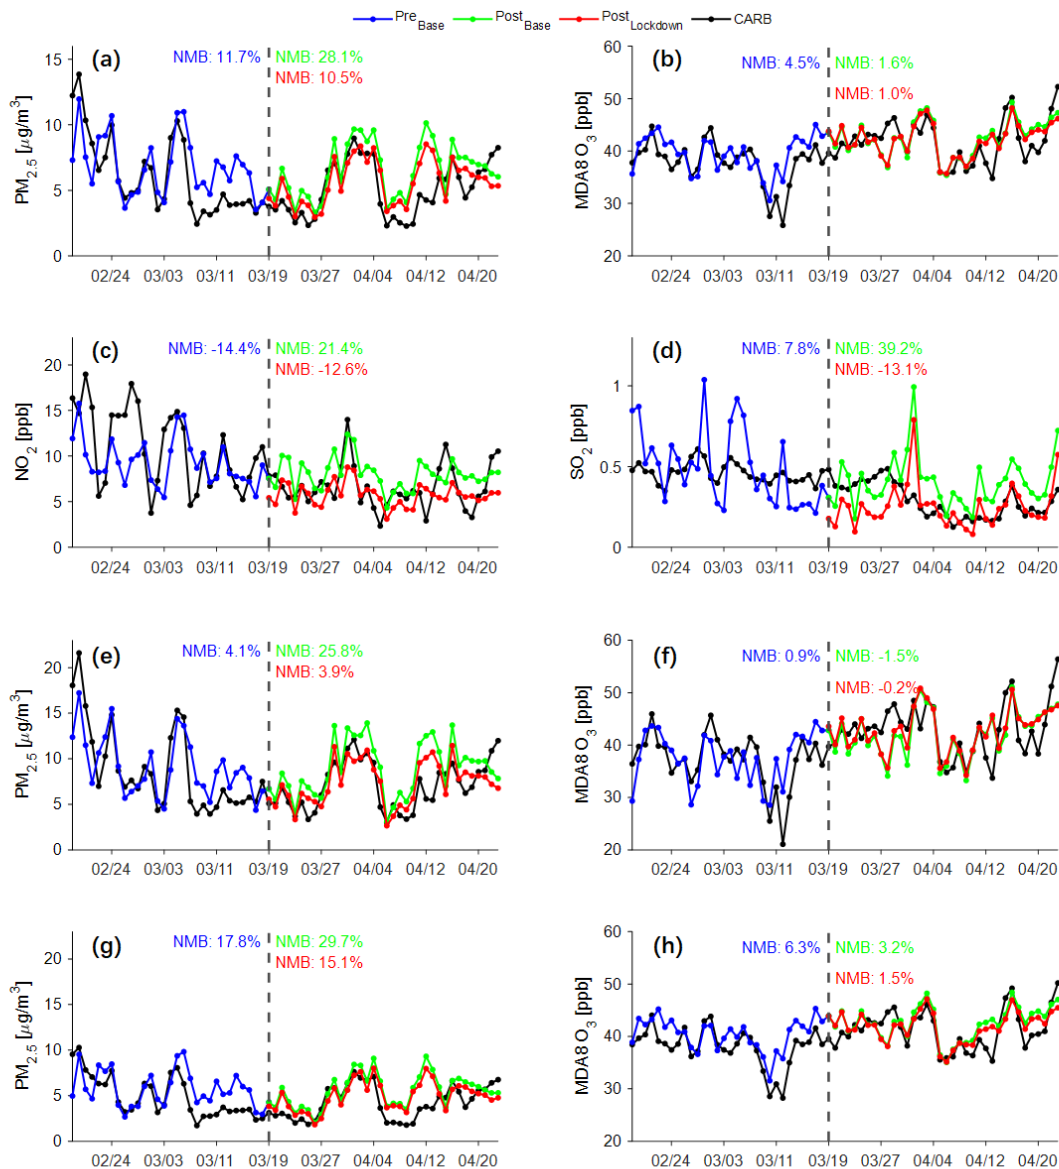 Pre_Base Post_Base Post_Lockdown CARB
(a) NMB: 11.7% NMB: 28.1%
NMB: 10.5%
PM2.5 [μg/m3]
15
10
5
0
02/24 03/03 03/11 03/19 03/27 04/04 04/12 04/20
(b) NMB: 4.5% NMB: 1.6%
NMB: 1.0%
MDA8 O3 [ppb]
60
50
40
30
20
02/24 03/03 03/11 03/19 03/27 04/04 04/12 04/20
(c) NMB: -14.4% NMB: 21.4%
NMB: -12.6%
NO2 [ppb]
20
15
10
5
0
02/24 03/03 03/11 03/19 03/27 04/04 04/12 04/20
(d) NMB: 7.8% NMB: 39.2%
NMB: -13.1%
SO2 [ppb]
1
0.5
0
02/24 03/03 03/11 03/19 03/27 04/04 04/12 04/20
(e) NMB: 4.1% NMB: 25.8%
NMB: 3.9%
PM2.5 [μg/m3]
20
15
10
5
0
02/24 03/03 03/11 03/19 03/27 04/04 04/12 04/20
(f) NMB: 0.9% NMB: -1.5%
NMB: -0.2%
MDA8 O3 [ppb]
60
50
40
30
20
02/24 03/03 03/11 03/19 03/27 04/04 04/12 04/20
(g) NMB: 17.8% NMB: 29.7%
NMB: 15.1%
PM2.5 [μg/m3]
20
15
10
5
0
02/24 03/03 03/11 03/19 03/27 04/04 04/12 04/20
(h) NMB: 6.3% NMB: 3.2%
NMB: 1.5%
MDA8 O3 [ppb]
60
50
40
30
20
02/24 03/03 03/11 03/19 03/27 04/04 04/12 04/20